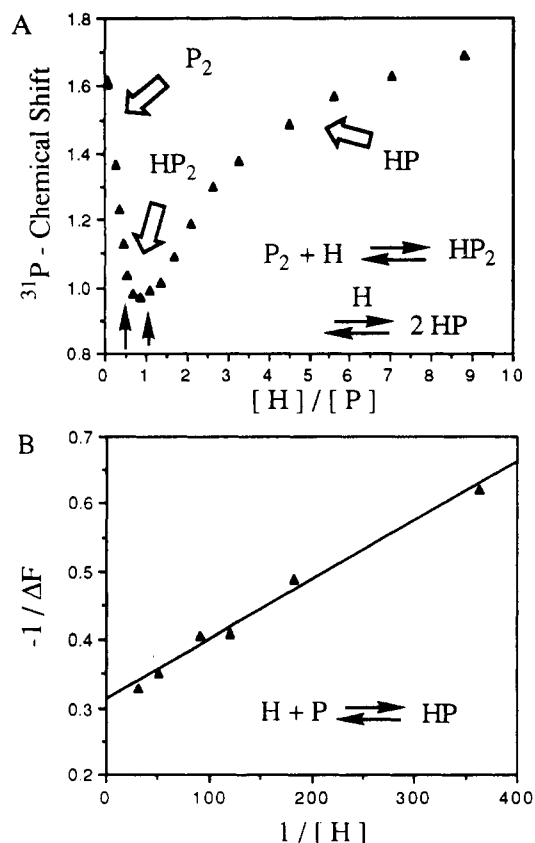 A
³¹P - Chemical Shift
1.8
1.6
1.4
1.2
1.0
0.8
P₂
HP₂
HP
P₂ + H ⇌ HP₂
H
⇌ 2 HP
0 1 2 3 4 5 6 7 8 9 10
[ H ] / [ P ]
B
-1 / ΔF
0.7
0.6
0.5
0.4
0.3
0.2
H + P ⇌ HP
0 100 200 300 400
1 / [ H ]